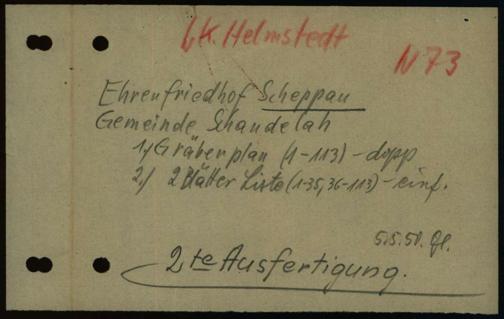 Lk. Helmstedt
N 73
Ehrenfriedhof Scheppau
Gemeinde Schandelah
1/ Gräberplan (1-113) - dopp
2/ 2 Blätter Liste (1-35, 36-113) - einf.
5.5.50.
2te Ausfertigung.